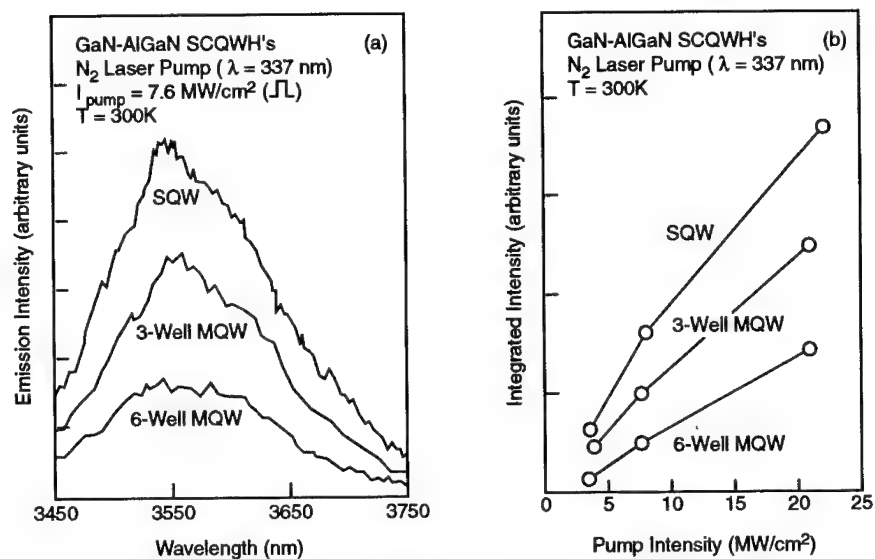 GaN-AlGaN SCQWH's (a)
N₂ Laser Pump ( λ = 337 nm)
I pump = 7.6 MW/cm² (⎍)
T = 300K
SQW
3-Well MQW
6-Well MQW
Emission Intensity (arbitrary units)
3450 3550 3650 3750
Wavelength (nm)
GaN-AlGaN SCQWH's (b)
N₂ Laser Pump ( λ = 337 nm)
T = 300K
SQW
3-Well MQW
6-Well MQW
Integrated Intensity (arbitrary units)
0 5 10 15 20 25
Pump Intensity (MW/cm²)